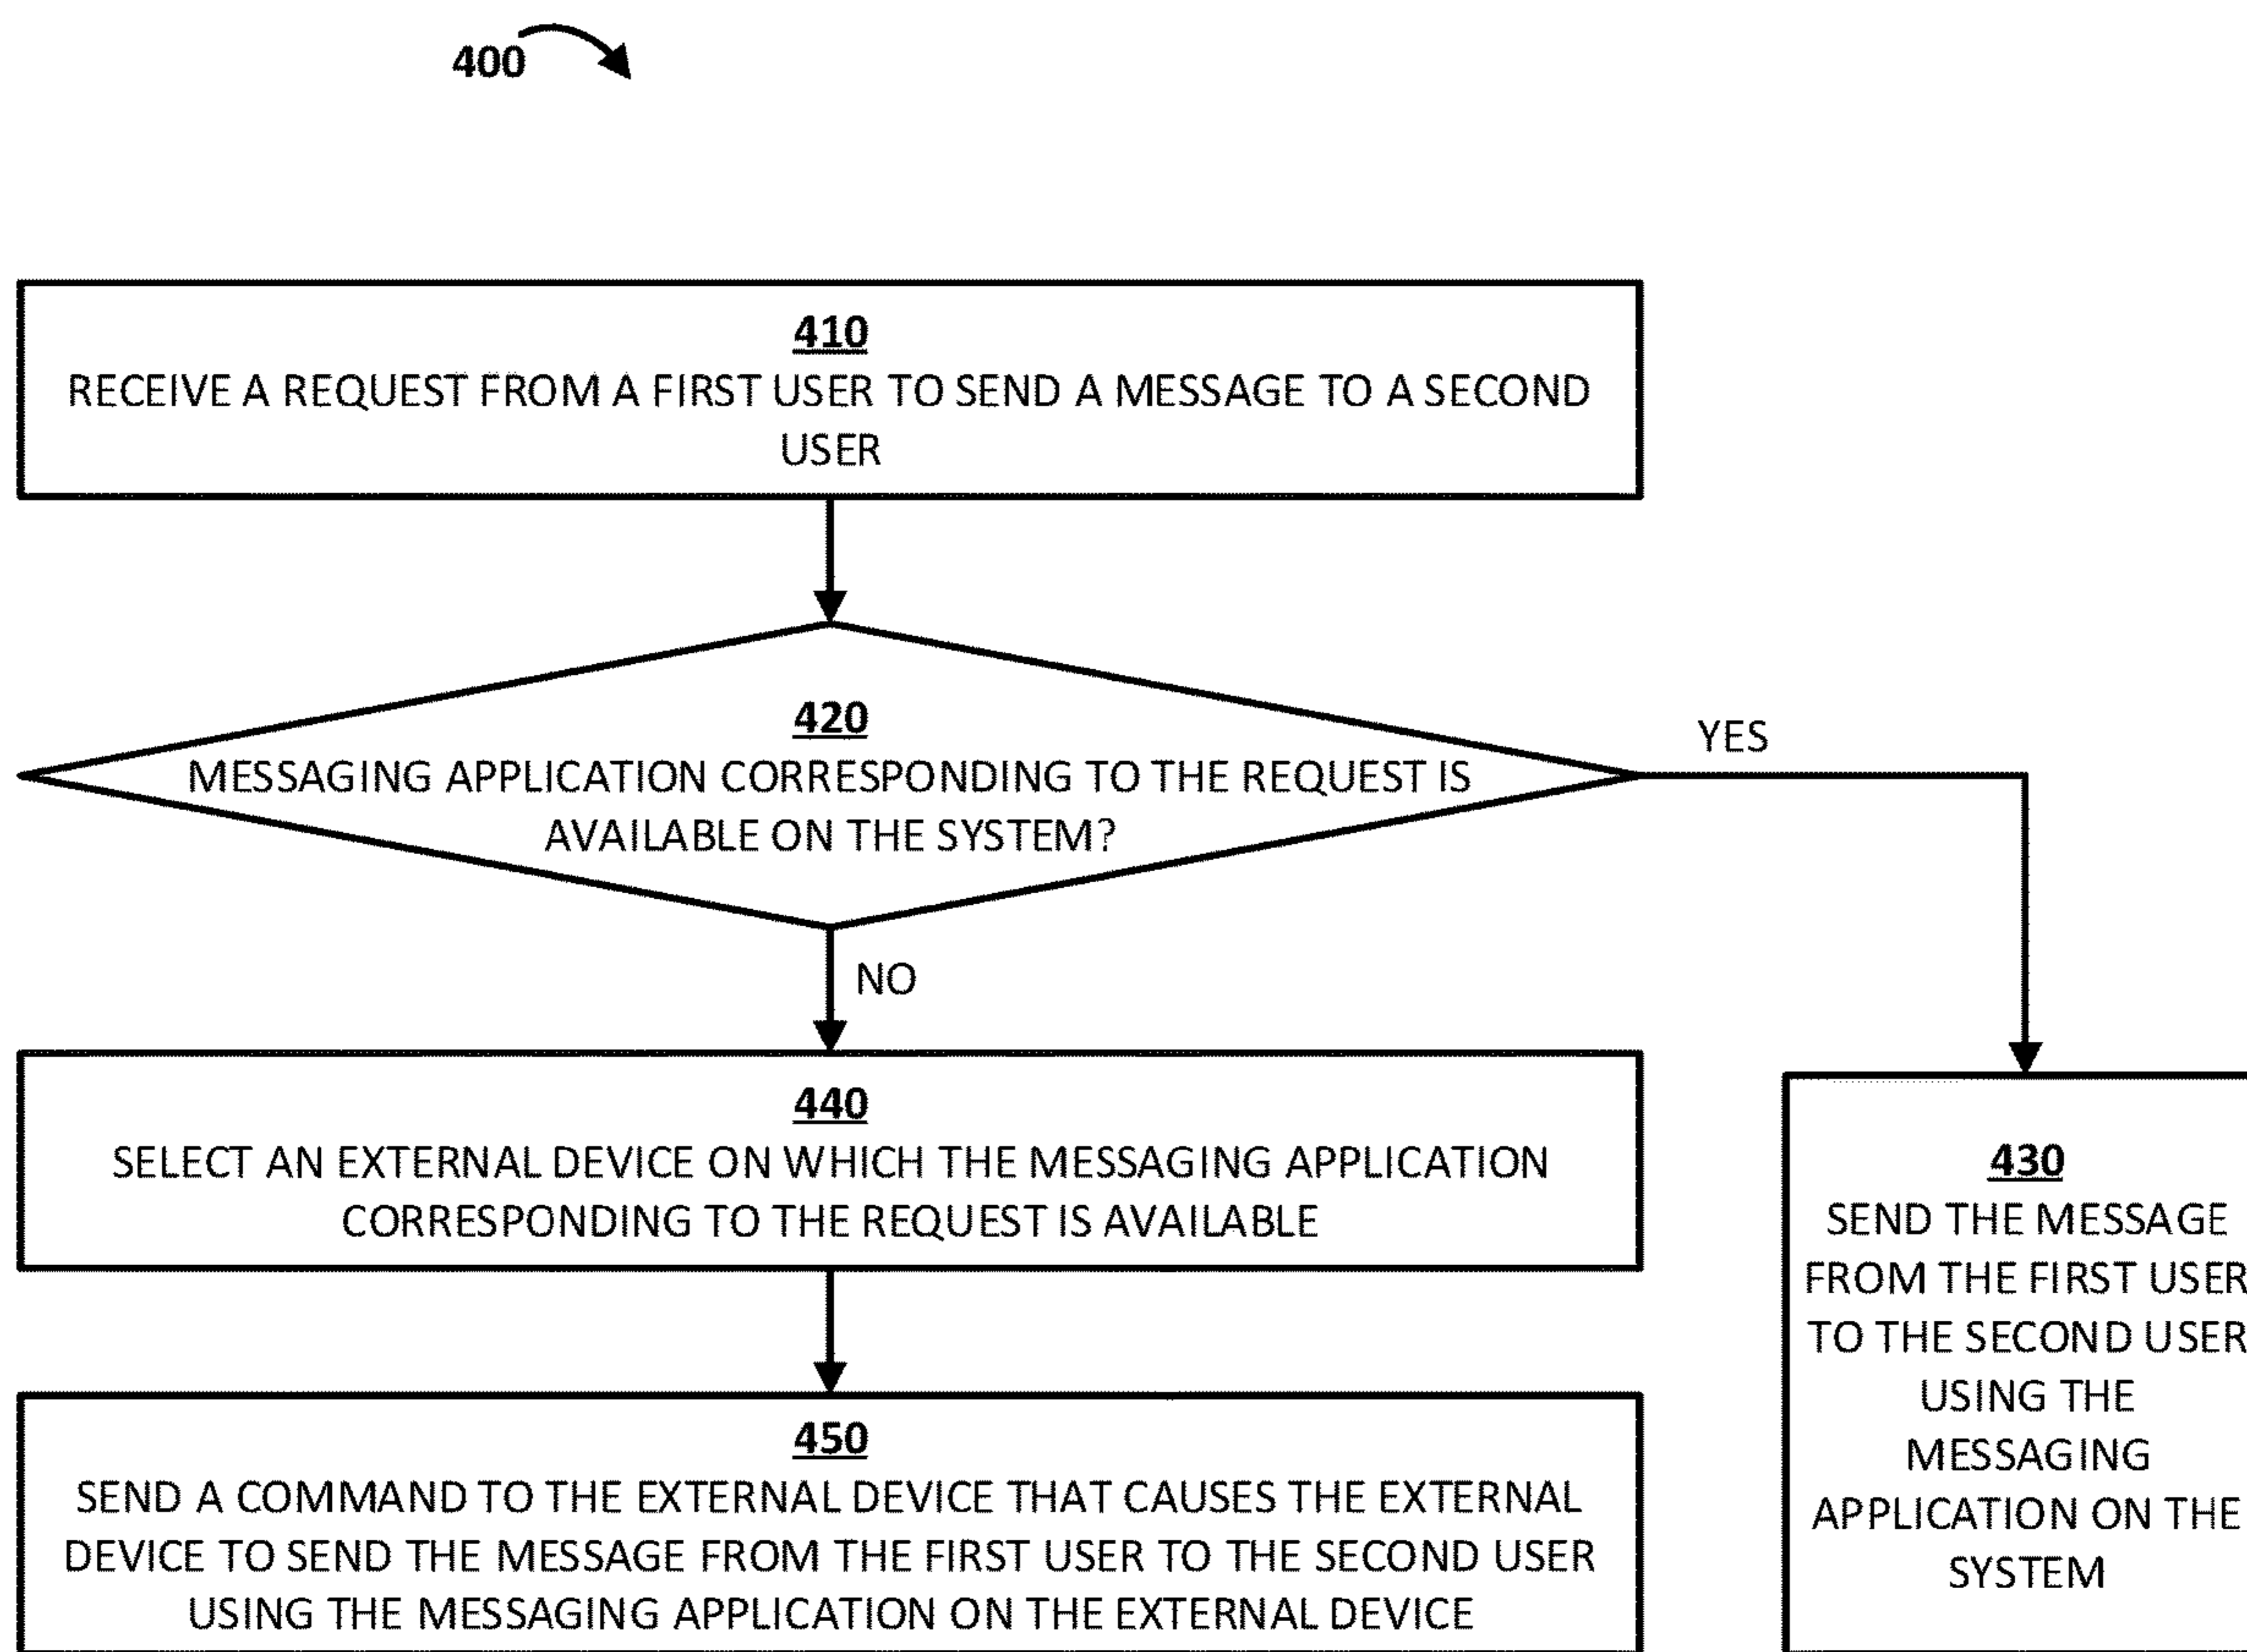 400
410
RECEIVE A REQUEST FROM A FIRST USER TO SEND A MESSAGE TO A SECOND
USER
420
MESSAGING APPLICATION CORRESPONDING TO THE REQUEST IS
AVAILABLE ON THE SYSTEM?
YES
NO
440
SELECT AN EXTERNAL DEVICE ON WHICH THE MESSAGING APPLICATION
CORRESPONDING TO THE REQUEST IS AVAILABLE
430
SEND THE MESSAGE
FROM THE FIRST USER
TO THE SECOND USER
USING THE
MESSAGING
APPLICATION ON THE
SYSTEM
450
SEND A COMMAND TO THE EXTERNAL DEVICE THAT CAUSES THE EXTERNAL
DEVICE TO SEND THE MESSAGE FROM THE FIRST USER TO THE SECOND USER
USING THE MESSAGING APPLICATION ON THE EXTERNAL DEVICE